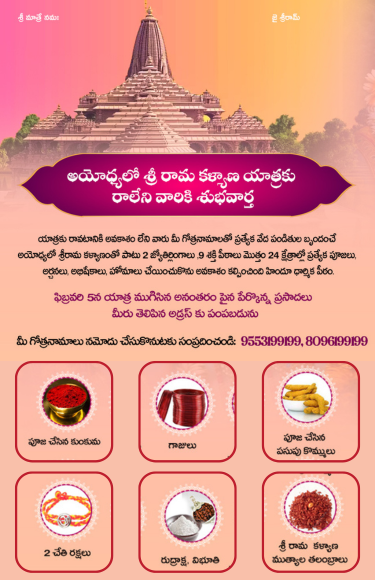 శ్రీ మాత్రే నమః
జై శ్రీరామ్
అయోధ్యలో శ్రీ రామ కళ్యాణ యాత్రకు
రాలేని వారికి శుభవార్త
యాత్రకు రావటానికి అవకాశం లేని వారు మీ గోత్రనామాలతో ప్రత్యేక వేద పండితుల బృందంచే
అయోధ్యలో శ్రీరామ కళ్యాణంతో పాటు 2 జ్యోతిర్లింగాలు ,9 శక్తి పీఠాలు మొత్తం 24 క్షేత్రాల్లో ప్రత్యేక పూజలు,
అర్చనలు, అభిషేకాలు, హోమాలు చేయించుకొను అవకాశం కల్పించింది హిందూ ధార్మిక పీఠం.
ఫిబ్రవరి 5న యాత్ర ముగిసిన అనంతరం పైన పేర్కొన్న ప్రసాదలు
మీరు తెలిపిన అడ్రస్ కు పంపబడును
మీ గోత్రనామాలు నమోదు చేసుకొనుటకు సంప్రదించండి: 9553199199, 8096199199
పూజ చేసిన కుంకుమ
గాజులు
పూజ చేసిన
పసుపు కొమ్ములు
2 చేతి రక్షలు
రుద్రాక్ష, విభూతి
శ్రీ రామ కళ్యాణ
ముత్యాల తలంబ్రాలు